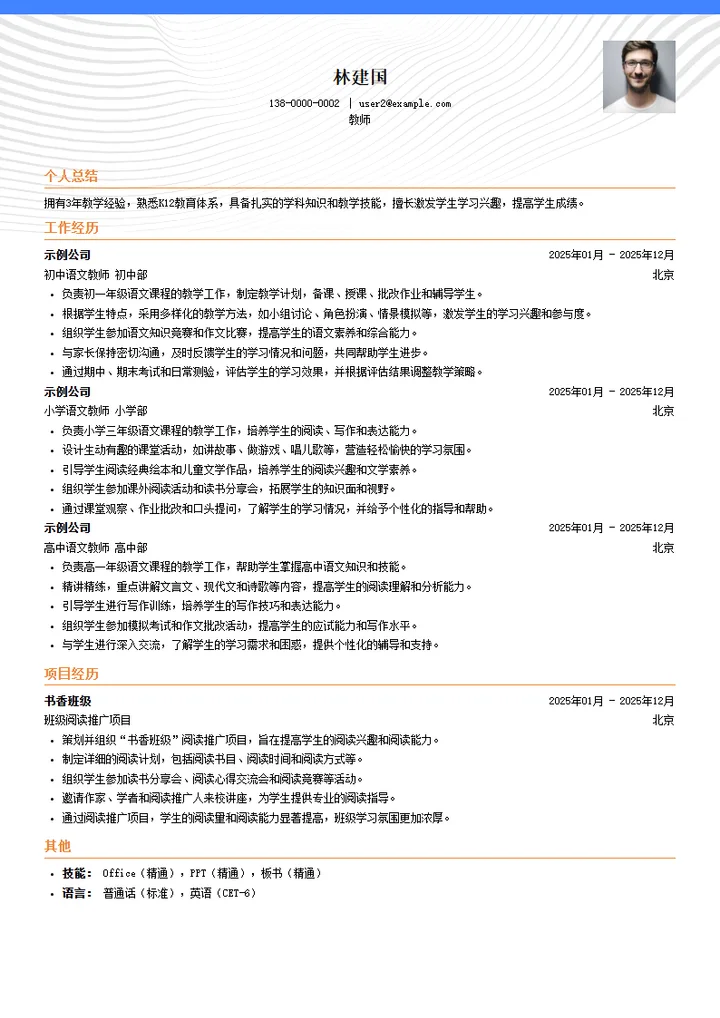 林建国
138-0000-0002 | user2@example.com
教师
个人总结
拥有3年教学经验，熟悉K12教育体系，具备扎实的学科知识和教学技能，擅长激发学生学习兴趣，提高学生成绩。
工作经历
示例公司 2025年01月 - 2025年12月
初中语文教师 初中部 北京
• 负责初一年级语文课程的教学工作，制定教学计划，备课、授课、批改作业和辅导学生。
• 根据学生特点，采用多样化的教学方法，如小组讨论、角色扮演、情景模拟等，激发学生的学习兴趣和参与度。
• 组织学生参加语文知识竞赛和作文比赛，提高学生的语文素养和综合能力。
• 与家长保持密切沟通，及时反馈学生的学习情况和问题，共同帮助学生进步。
• 通过期中、期末考试和日常测验，评估学生的学习效果，并根据评估结果调整教学策略。
示例公司 2025年01月 - 2025年12月
小学语文教师 小学部 北京
• 负责小学三年级语文课程的教学工作，培养学生的阅读、写作和表达能力。
• 设计生动有趣的课堂活动，如讲故事、做游戏、唱儿歌等，营造轻松愉快的学习氛围。
• 引导学生阅读经典绘本和儿童文学作品，培养学生的阅读兴趣和文学素养。
• 组织学生参加课外阅读活动和读书分享会，拓展学生的知识面和视野。
• 通过课堂观察、作业批改和口头提问，了解学生的学习情况，并给予个性化的指导和帮助。
示例公司 2025年01月 - 2025年12月
高中语文教师 高中部 北京
• 负责高一年级语文课程的教学工作，帮助学生掌握高中语文知识和技能。
• 精讲精练，重点讲解文言文、现代文和诗歌等内容，提高学生的阅读理解和分析能力。
• 引导学生进行写作训练，培养学生的写作技巧和表达能力。
• 组织学生参加模拟考试和作文批改活动，提高学生的应试能力和写作水平。
• 与学生进行深入交流，了解学生的学习需求和困惑，提供个性化的辅导和支持。
项目经历
书香班级 2025年01月 - 2025年12月
班级阅读推广项目 北京
• 策划并组织“书香班级”阅读推广项目，旨在提高学生的阅读兴趣和阅读能力。
• 制定详细的阅读计划，包括阅读书目、阅读时间和阅读方式等。
• 组织学生参加读书分享会、阅读心得交流会和阅读竞赛等活动。
• 邀请作家、学者和阅读推广人来校讲座，为学生提供专业的阅读指导。
• 通过阅读推广项目，学生的阅读量和阅读能力显著提高，班级学习氛围更加浓厚。
其他
• 技能： Office（精通），PPT（精通），板书（精通）
• 语言： 普通话（标准），英语（CET-6）